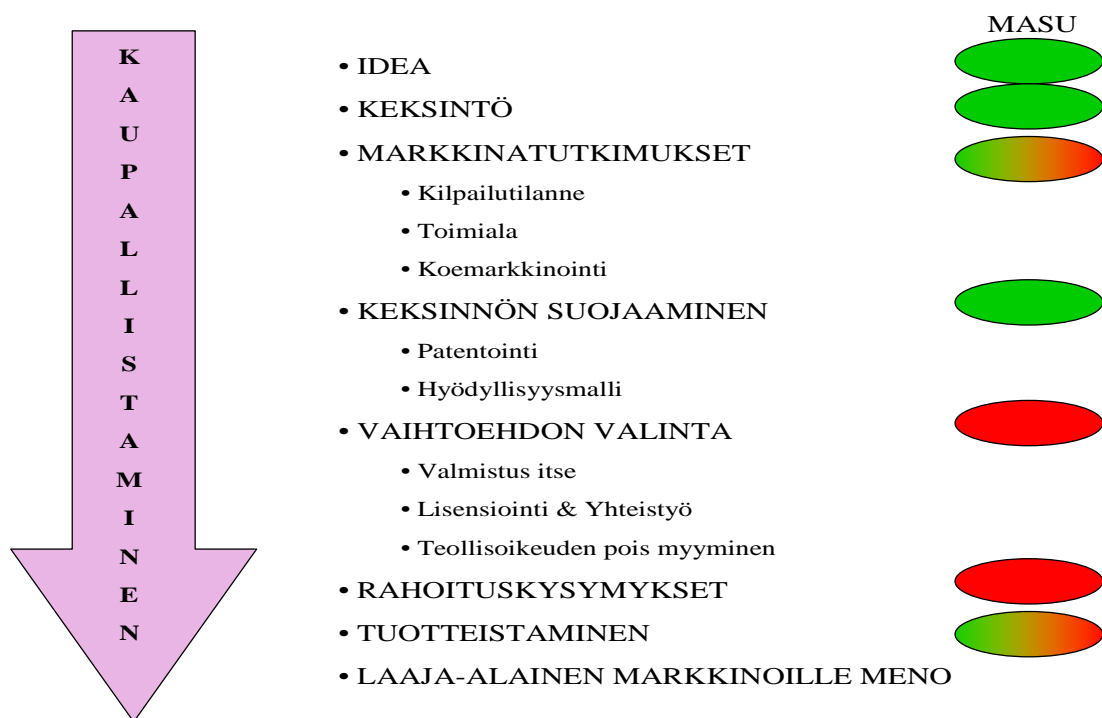 MASU
KAUPALLISTAMINEN
• IDEA
• KEKSINTÖ
• MARKKINATUTKIMUKSET
• Kilpailutilanne
• Toimiala
• Koemarkkinointi
• KEKSINNÖN SUOJAAMINEN
• Patentointi
• Hyödyllisyysmalli
• VAIHTOEHDON VALINTA
• Valmistus itse
• Lisensiointi & Yhteistyö
• Teollisoikeuden pois myyminen
• RAHOITUSKYSYMYKSET
• TUOTTEISTAMINEN
• LAAJA-ALAINEN MARKKINOILLE MENO